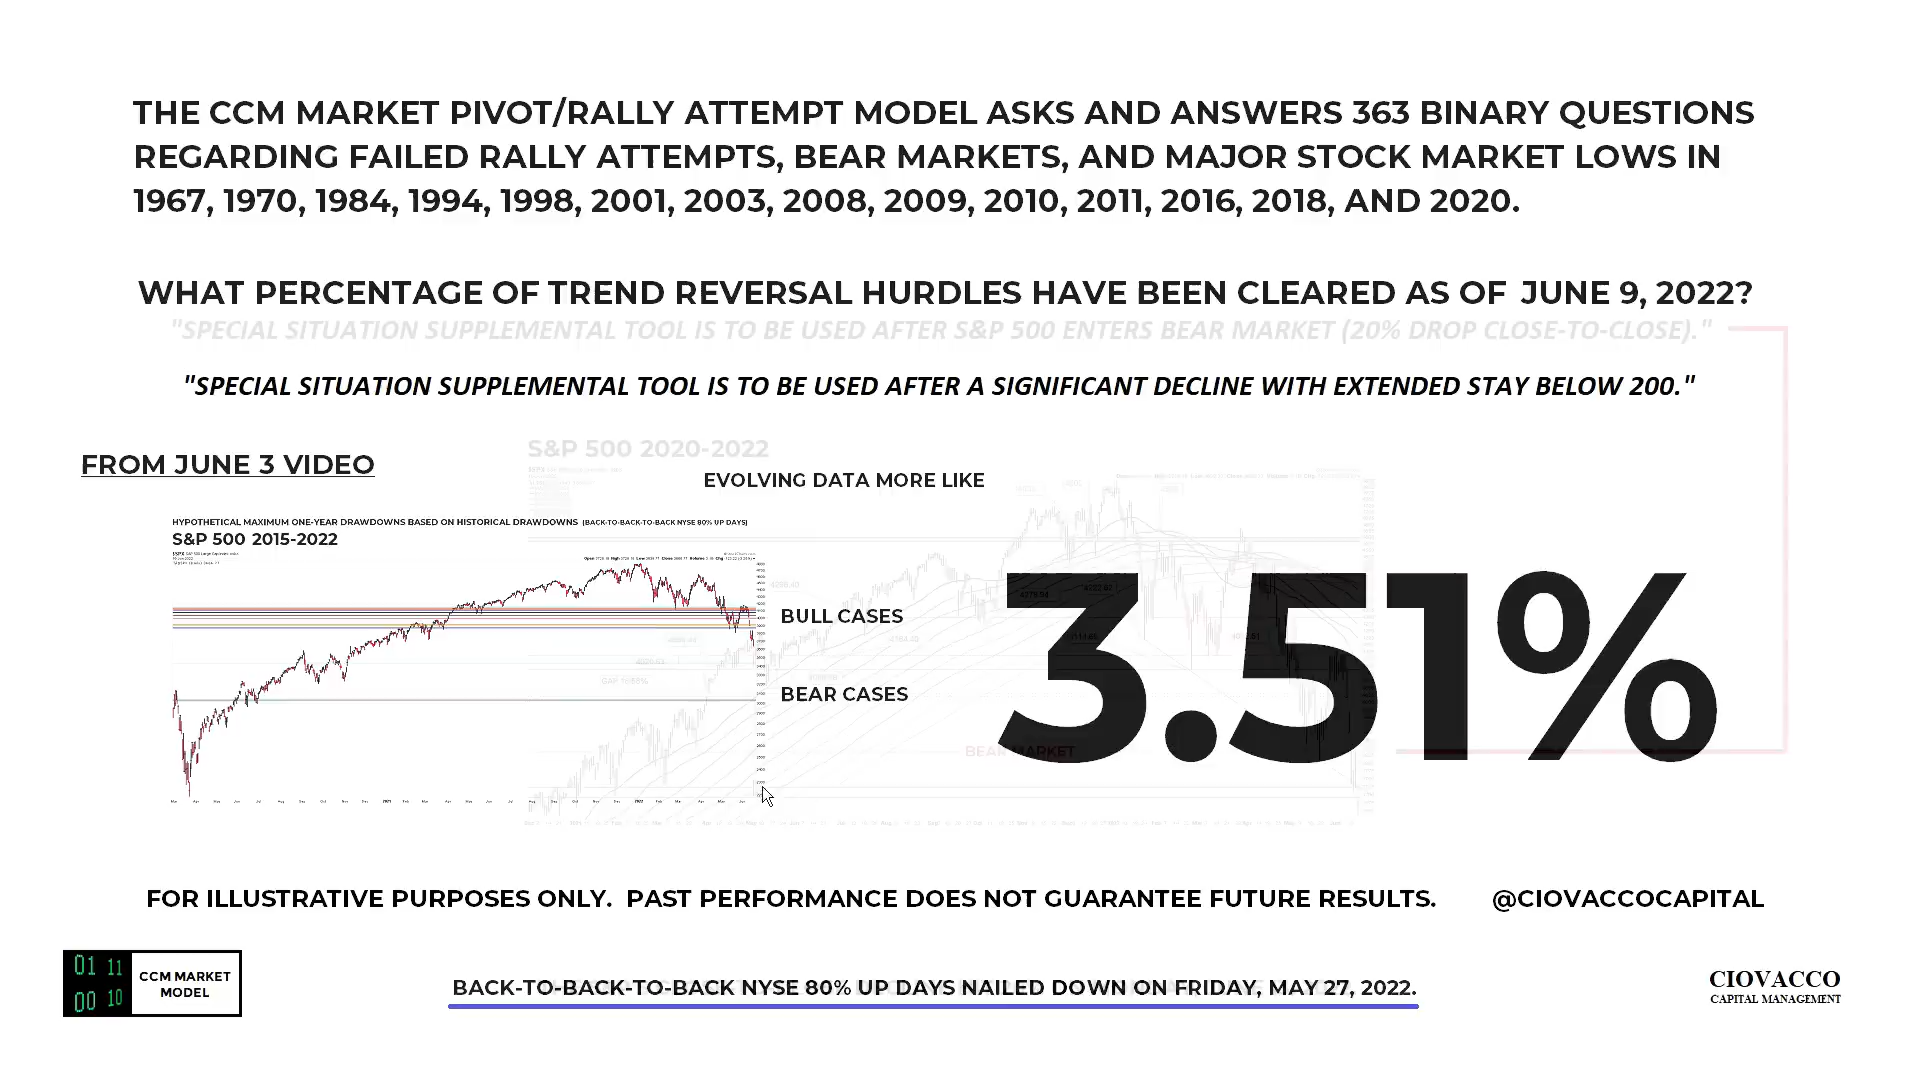 THE CCM MARKET PIVOT/RALLY ATTEMPT MODEL ASKS AND ANSWERS 363 BINARY QUESTIONS
REGARDING FAILED RALLY ATTEMPTS, BEAR MARKETS, AND MAJOR STOCK MARKET LOWS IN
1967, 1970, 1984, 1994, 1998, 2001, 2003, 2008, 2009, 2010, 2011, 2016, 2018, AND 2020.
WHAT PERCENTAGE OF TREND REVERSAL HURDLES HAVE BEEN CLEARED AS OF JUNE 9, 2022?
"SPECIAL SITUATION SUPPLEMENTAL TOOL IS TO BE USED AFTER S&P 500 ENTERS BEAR MARKET (20% DROP CLOSE-TO-CLOSE)."
"SPECIAL SITUATION SUPPLEMENTAL TOOL IS TO BE USED AFTER A SIGNIFICANT DECLINE WITH EXTENDED STAY BELOW 200."
S&P 500 2020-2022
FROM JUNE 3 VIDEO
EVOLVING DATA MORE LIKE
HYPOTHETICAL MAXIMUM ONE-YEAR DRAWDOWNS BASED ON HISTORICAL DRAWDOWNS (BACK-TO-BACK-TO-BACK NYSE 80% UP DAYS)
S&P 500 2015-2022
BULL CASES
3.51%
BEAR CASES
BEAR MARKET
FOR ILLUSTRATIVE PURPOSES ONLY. PAST PERFORMANCE DOES NOT GUARANTEE FUTURE RESULTS. @CIOVACCOCAPITAL
01 11
00 10
CCM MARKET
MODEL
BACK-TO-BACK-TO-BACK NYSE 80% UP DAYS NAILED DOWN ON FRIDAY, MAY 27, 2022.
CIOVACCO
CAPITAL MANAGEMENT